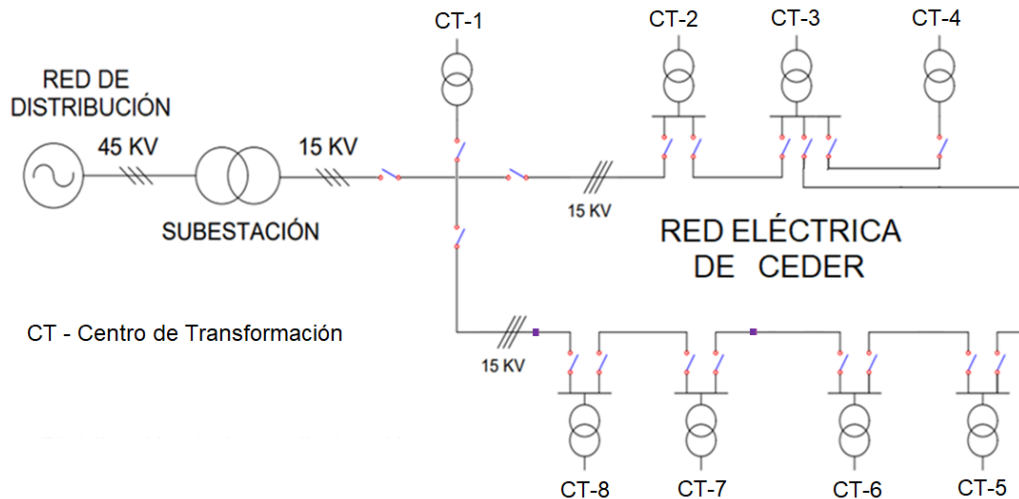 CT-1
CT-2
CT-3
CT-4
RED DE
DISTRIBUCIÓN
45 KV
15 KV
SUBESTACIÓN
15 KV
RED ELÉCTRICA
DE CEDER
CT - Centro de Transformación
15 KV
CT-8
CT-7
CT-6
CT-5